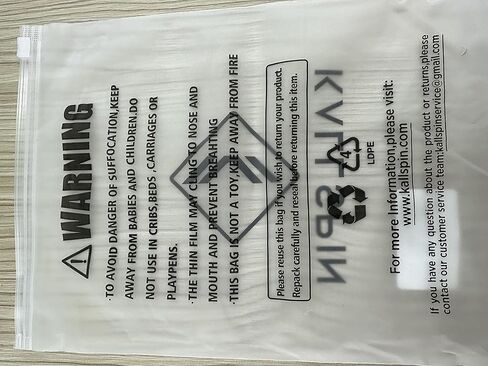 WARNING
·TO AVOID DANGER OF SUFFOCATION,KEEP
AWAY FROM BABIES AND CHILDREN.DO
NOT USE IN CRIBS,BEDS, CARRIAGES OR
PLAYPENS.
·THE THIN FILM MAY CLING TO NOSE AND
MOUTH AND PREVENT BREAHTING
·THIS BAG IS NOT A TOY,KEEP AWAY FROM FIRE
Please reuse this bag if you wish to return your product.
Repack carefully and reseal before returning this item.
KALL SPIN
4
LDPE
For more Information,please visit:
www.kallspin.com
If you have any question about the product or returns,please
contact our customer service team:kallspinservice@gmail.com